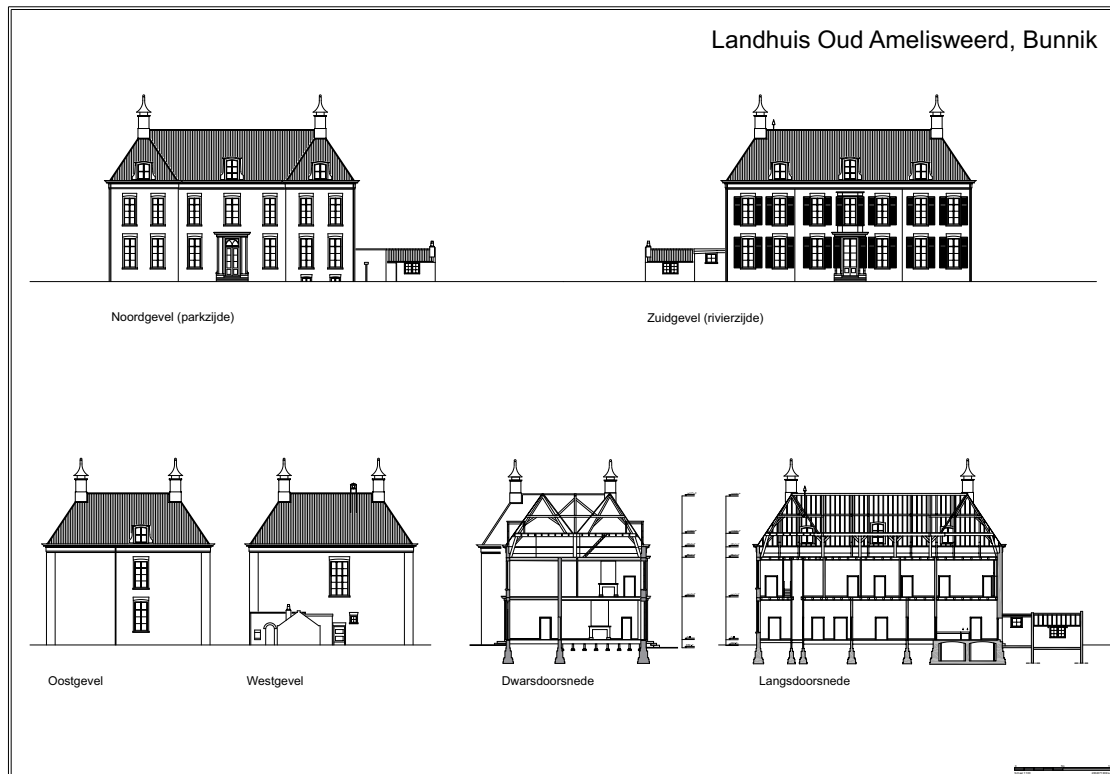 Landhuis Oud Amelisweerd, Bunnik
Noordgevel (parkzijde)
Zuidgevel (rivierzijde)
Oostgevel
Westgevel
Dwarsdoorsnede
Langsdoorsnede